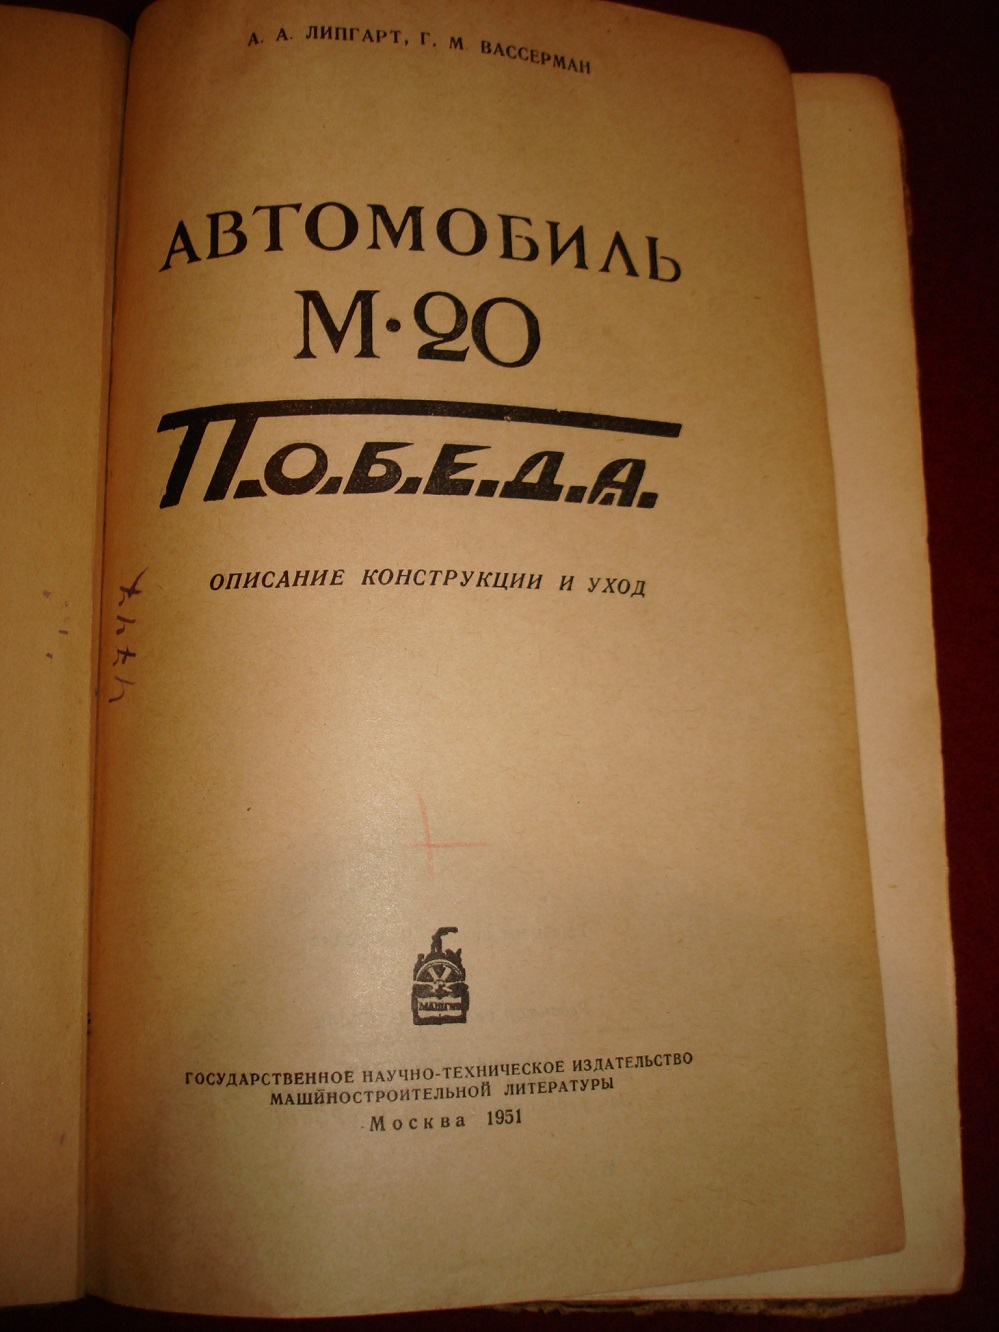 А. А. ЛИПГАРТ, Г. М. ВАССЕРМАН
АВТОМОБИЛЬ
М·20
П.О.Б.Е.Д.А.
ОПИСАНИЕ КОНСТРУКЦИИ И УХОД
МАШГИЗ
ГОСУДАРСТВЕННОЕ НАУЧНО-ТЕХНИЧЕСКОЕ ИЗДАТЕЛЬСТВО
МАШИНОСТРОИТЕЛЬНОЙ ЛИТЕРАТУРЫ
Москва 1951